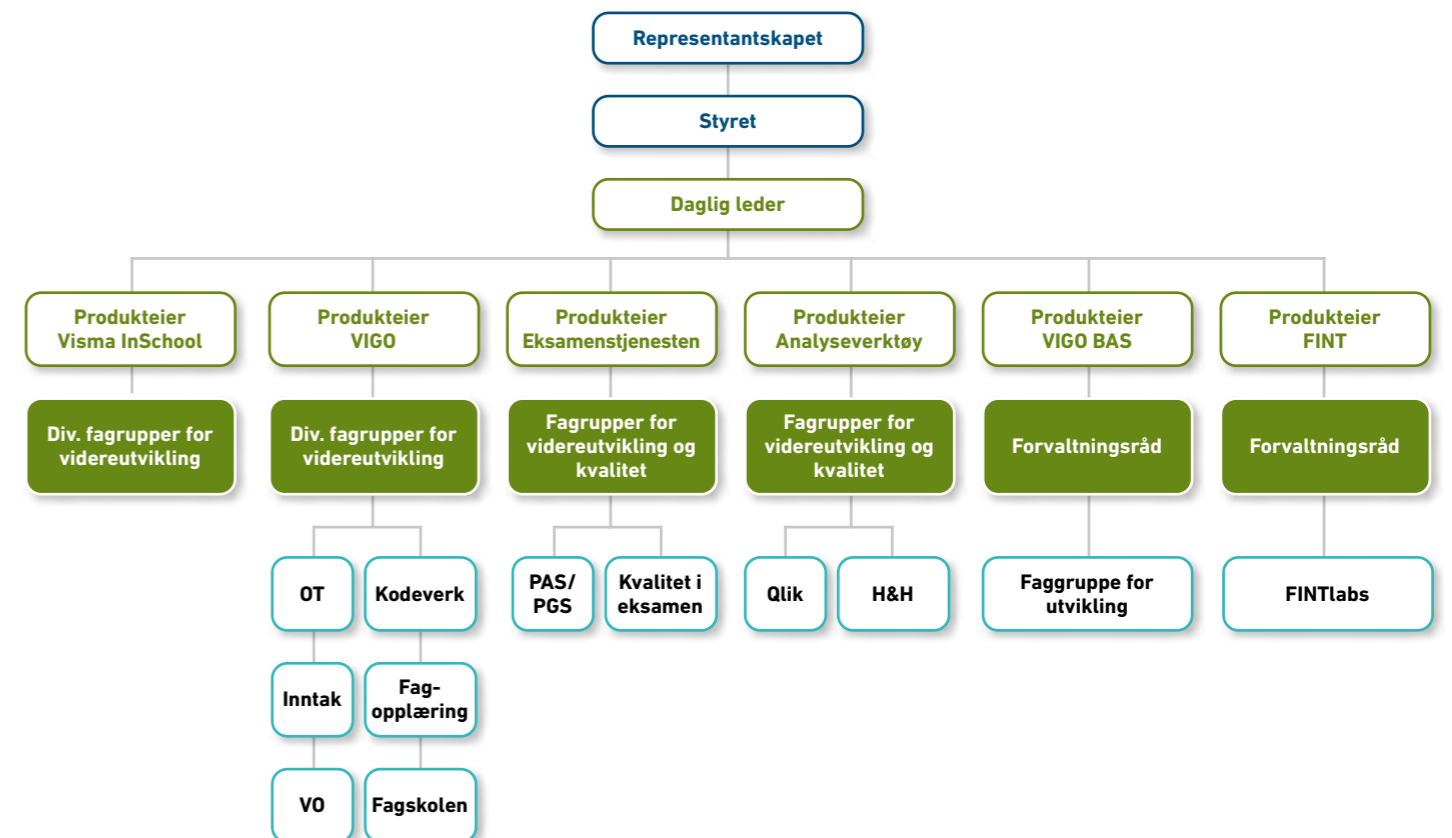 Representantskapet
Styret
Daglig leder
Produkteier
Visma InSchool
Produkteier
VIGO
Produkteier
Eksamenstjenesten
Produkteier
Analyseverktøy
Produkteier
VIGO BAS
Produkteier
FINT
Div. fagrupper for
videreutvikling
Div. fagrupper for
videreutvikling
Fagrupper for
videreutvikling og
kvalitet
Fagrupper for
videreutvikling og
kvalitet
Forvaltningsråd
Forvaltningsråd
OT
Kodeverk
PAS/
PGS
Kvalitet i
eksamen
Qlik
H&H
Faggruppe for
utvikling
FINTlabs
Inntak
Fag-
opplæring
VO
Fagskolen